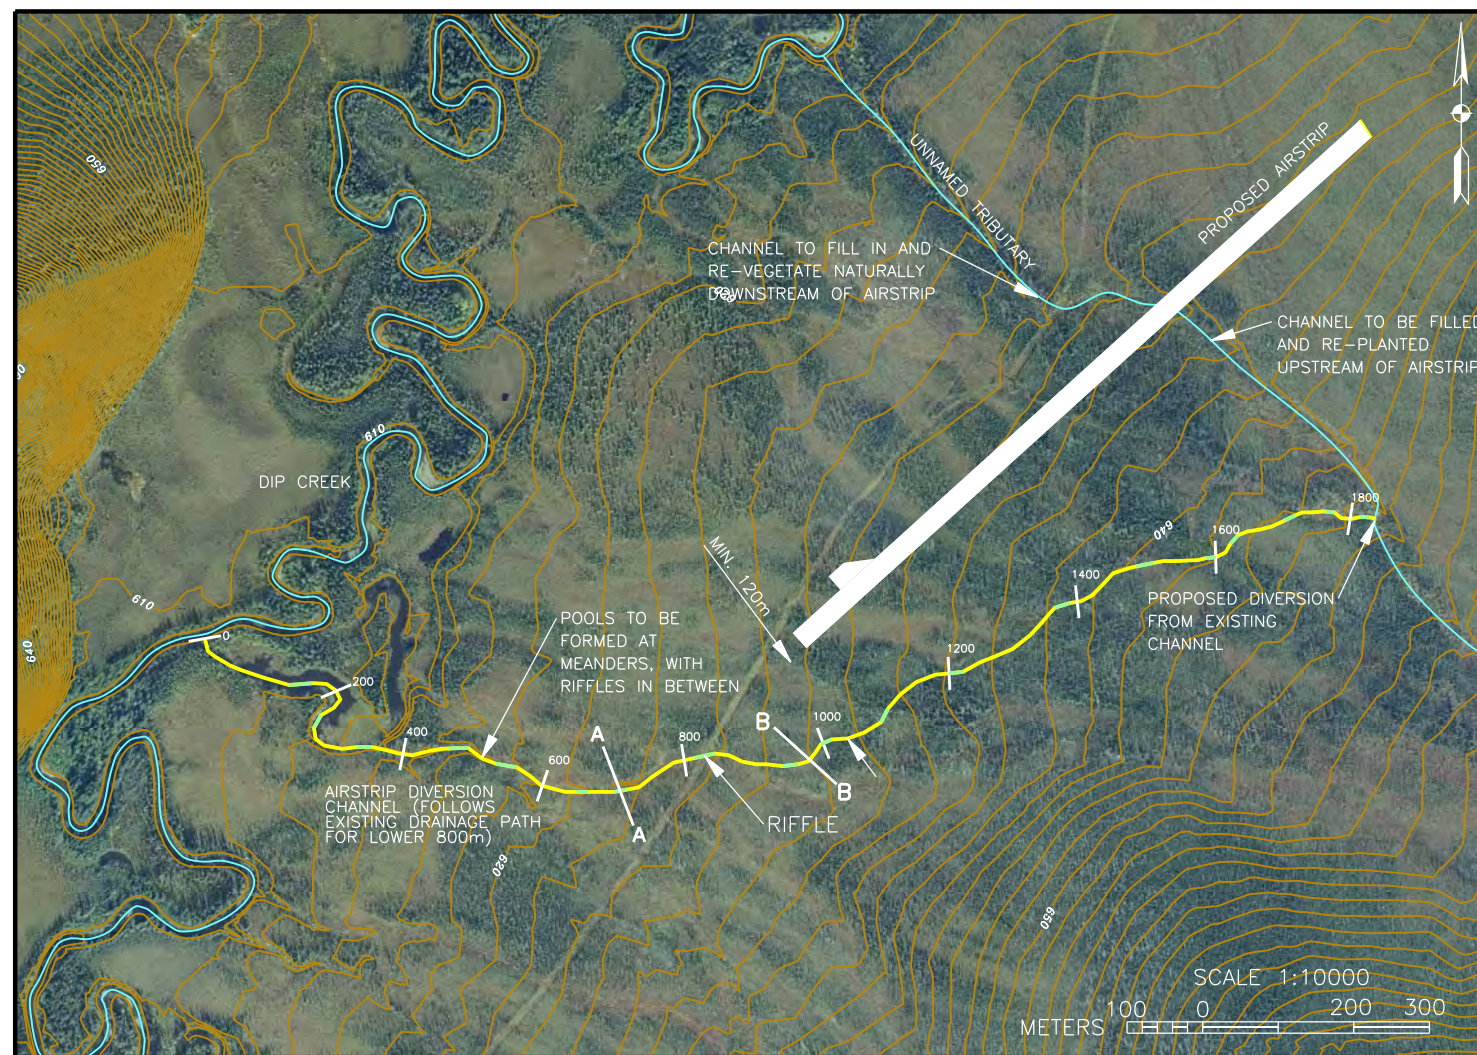 650
UNNAMED TRIBUTARY
PROPOSED AIRSTRIP
CHANNEL TO FILL IN AND
RE-VEGETATE NATURALLY
DOWNSTREAM OF AIRSTRIP
CHANNEL TO BE FILLED
AND RE-PLANTED
UPSTREAM OF AIRSTRIP
610
DIP CREEK
1800
640
1600
MIN. 120m
1400
PROPOSED DIVERSION
FROM EXISTING
CHANNEL
610
POOLS TO BE
FORMED AT
MEANDERS, WITH
RIFFLES IN BETWEEN
0
640
1200
200
1000
B
400
A
800
600
B
AIRSTRIP DIVERSION
CHANNEL (FOLLOWS
EXISTING DRAINAGE PATH
FOR LOWER 800m)
A
RIFFLE
620
650
SCALE 1:10000
100 0 200 300
METERS